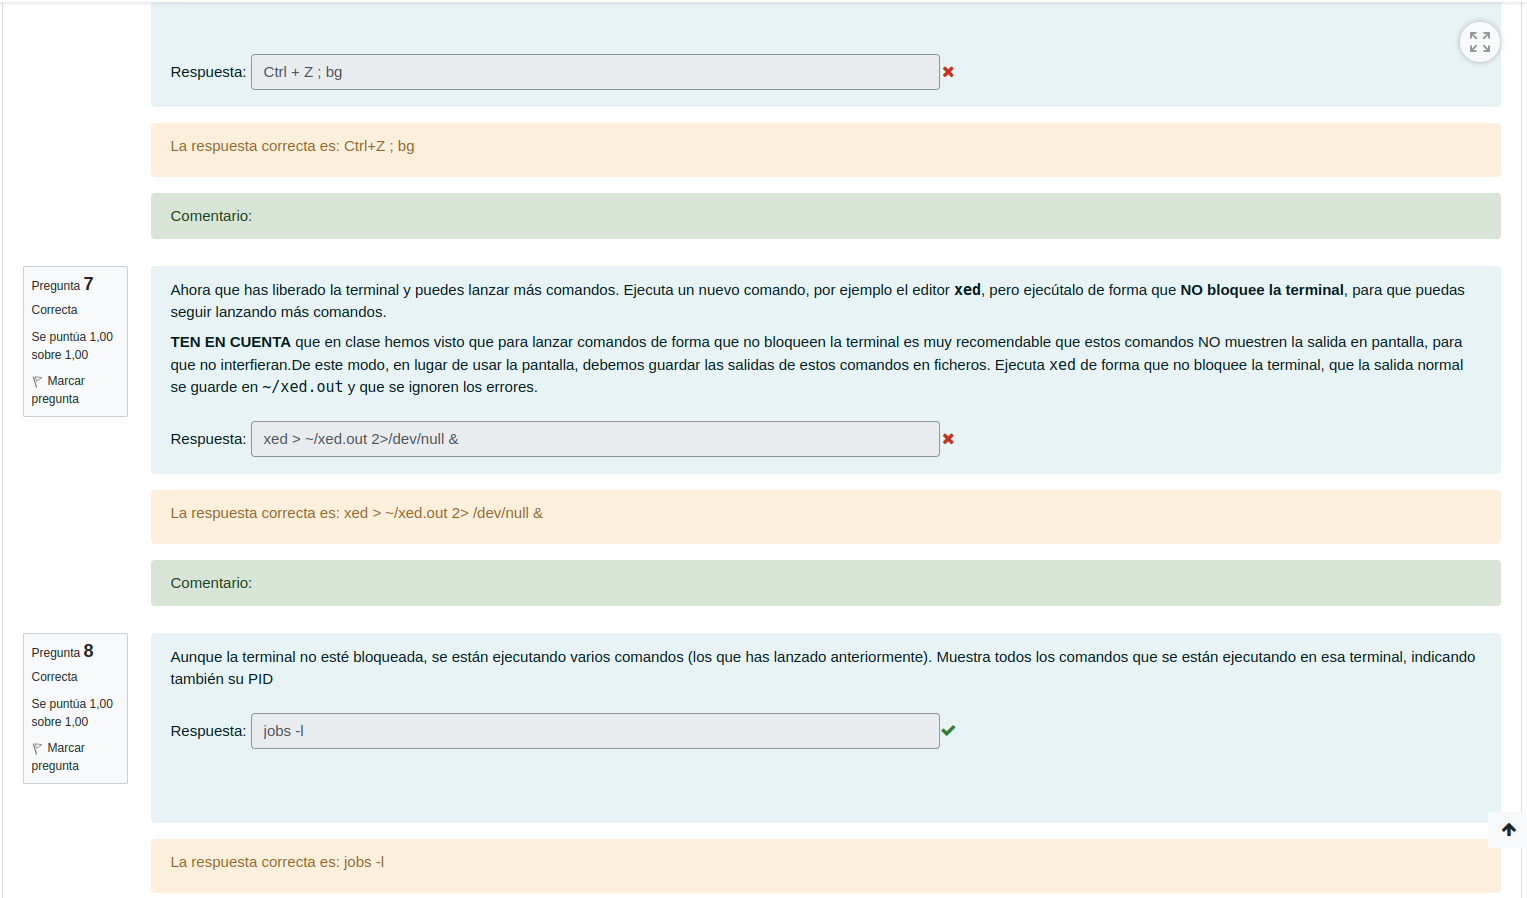 Respuesta: Ctrl + Z ; bg
La respuesta correcta es: Ctrl+Z ; bg
Comentario:
Pregunta 7
Correcta
Se puntúa 1,00
sobre 1,00
Marcar
pregunta
Ahora que has liberado la terminal y puedes lanzar más comandos. Ejecuta un nuevo comando, por ejemplo el editor xed, pero ejecútalo de forma que NO bloquee la terminal, para que puedas
seguir lanzando más comandos.
TEN EN CUENTA que en clase hemos visto que para lanzar comandos de forma que no bloqueen la terminal es muy recomendable que estos comandos NO muestren la salida en pantalla, para
que no interfieran.De este modo, en lugar de usar la pantalla, debemos guardar las salidas de estos comandos en ficheros. Ejecuta xed de forma que no bloquee la terminal, que la salida normal
se guarde en ~/xed.out y que se ignoren los errores.
Respuesta: xed > ~/xed.out 2>/dev/null &
La respuesta correcta es: xed > ~/xed.out 2> /dev/null &
Comentario:
Pregunta 8
Correcta
Se puntúa 1,00
sobre 1,00
Marcar
pregunta
Aunque la terminal no esté bloqueada, se están ejecutando varios comandos (los que has lanzado anteriormente). Muestra todos los comandos que se están ejecutando en esa terminal, indicando
también su PID
Respuesta: jobs -l
La respuesta correcta es: jobs -l